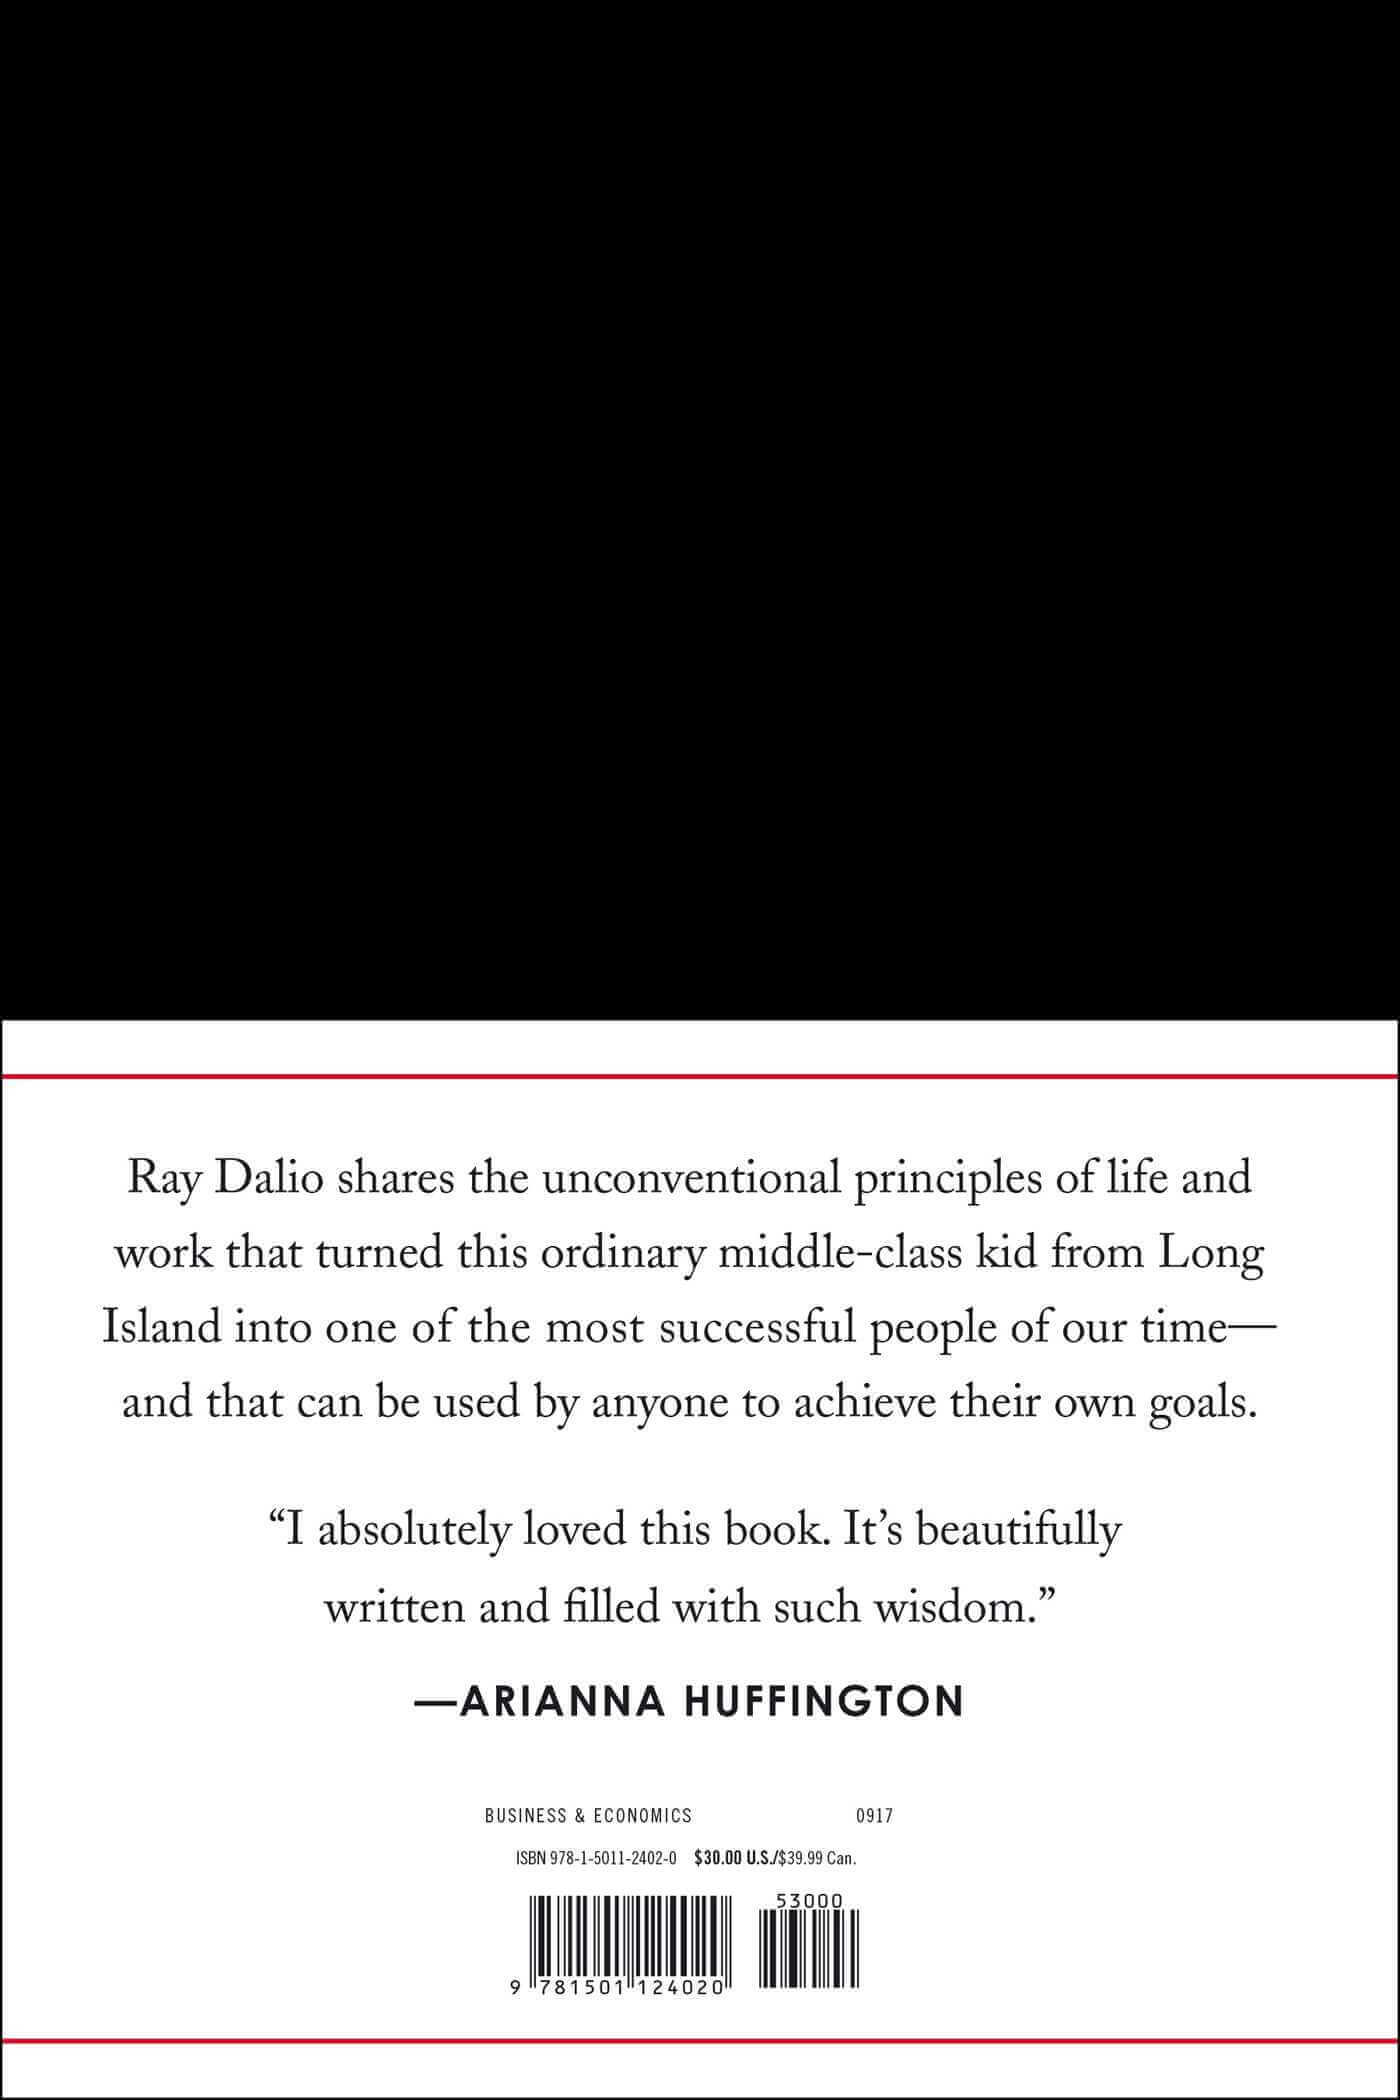 Ray Dalio shares the unconventional principles of life and
work that turned this ordinary middle-class kid from Long
Island into one of the most successful people of our time—
and that can be used by anyone to achieve their own goals.
“I absolutely loved this book. It’s beautifully
written and filled with such wisdom.”
—ARIANNA HUFFINGTON
BUSINESS & ECONOMICS 0917
ISBN 978-1-5011-2402-0 $30.00 U.S./$39.99 Can.
53000
9 781501 124020